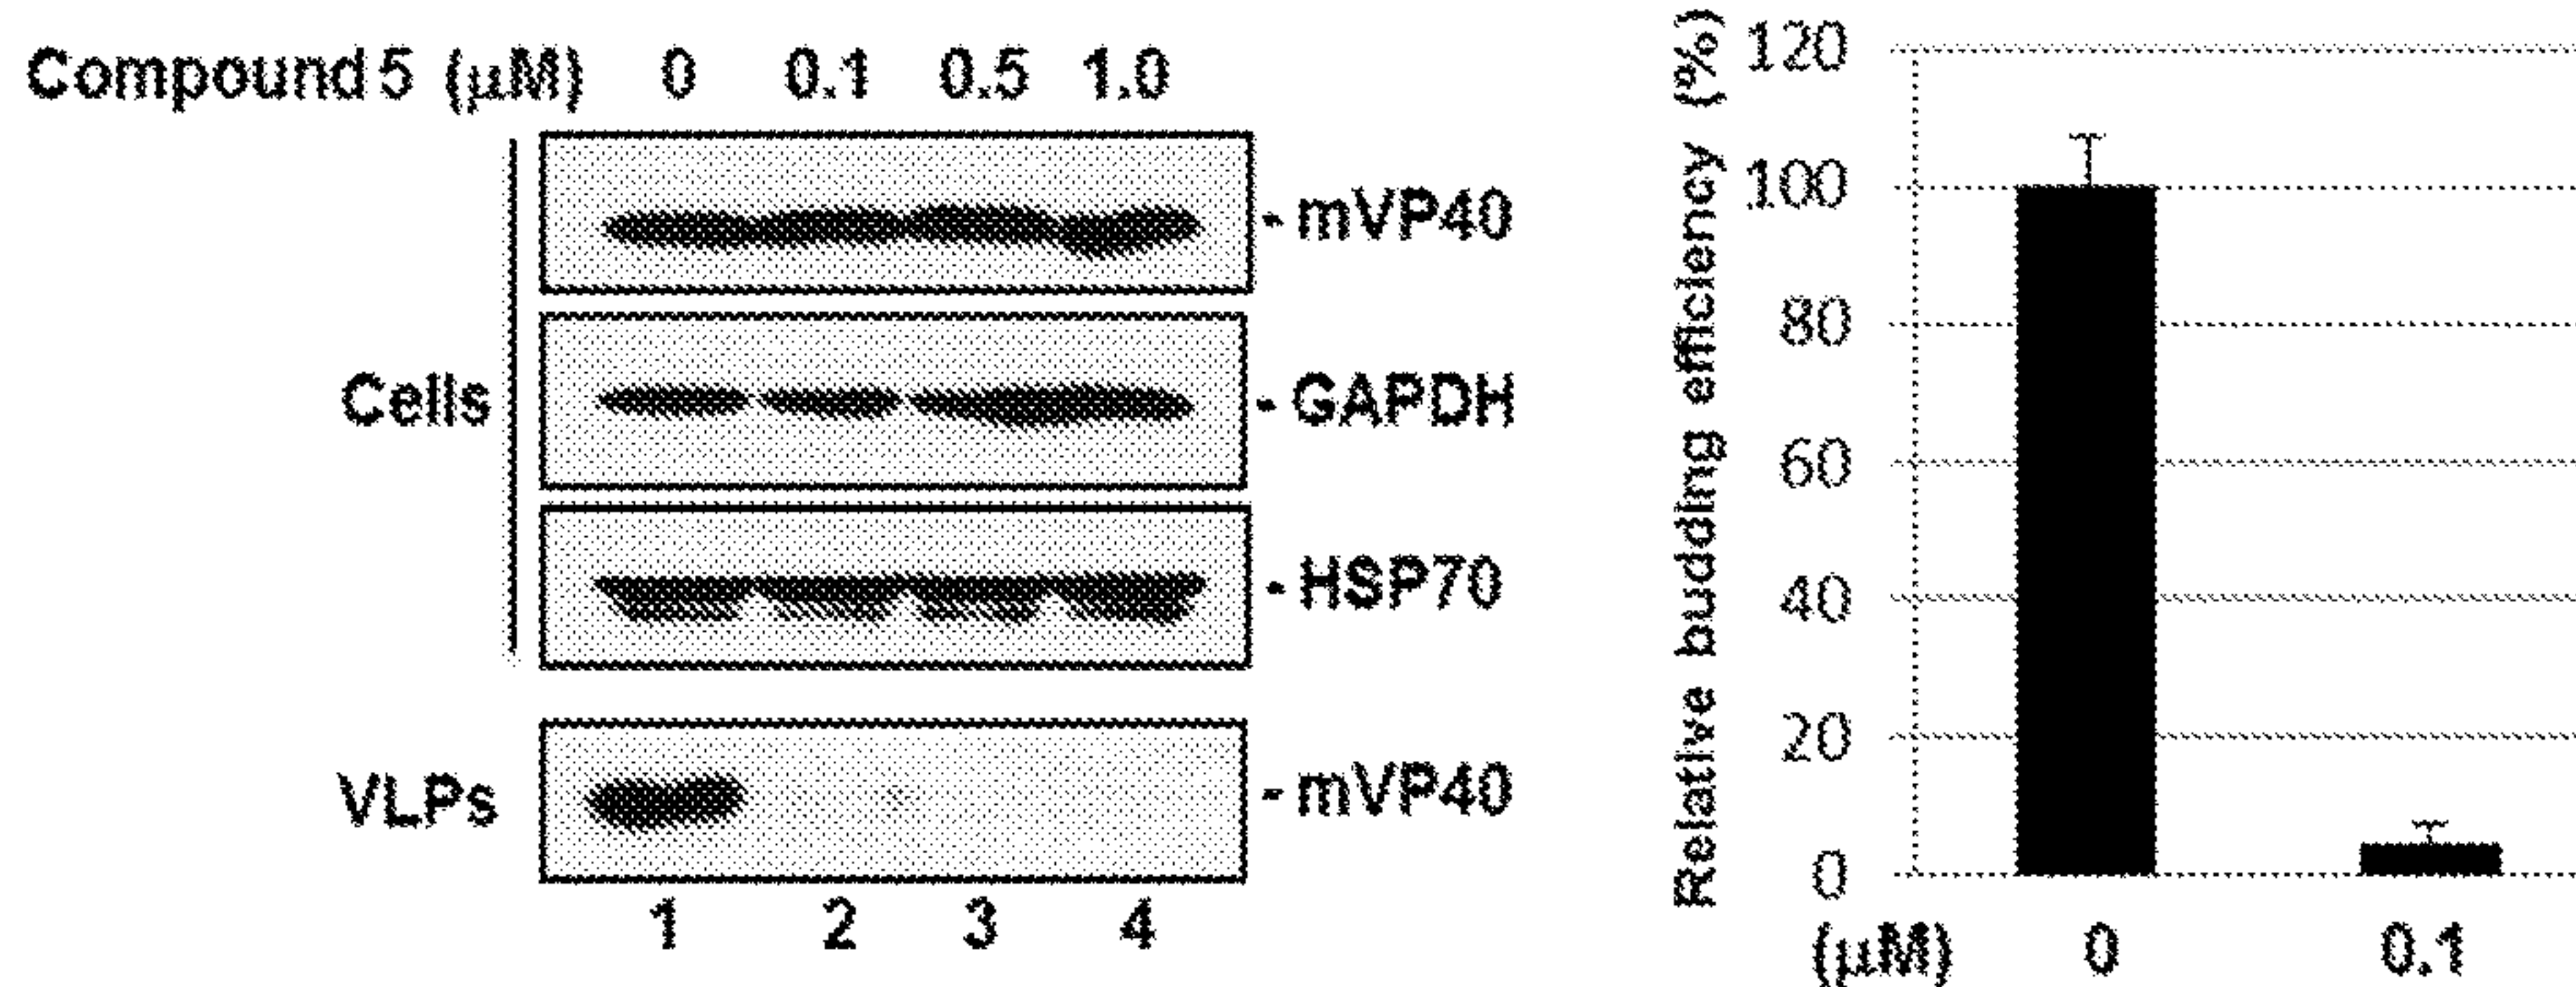 Compound 5 (μM) 0 0.1 0.5 1.0
- mVP40
Cells
- GAPDH
- HSP70
VLPs
- mVP40
1 2 3 4
Relative budding efficiency (%)
120
100
80
60
40
20
0
(μM) 0 0.1